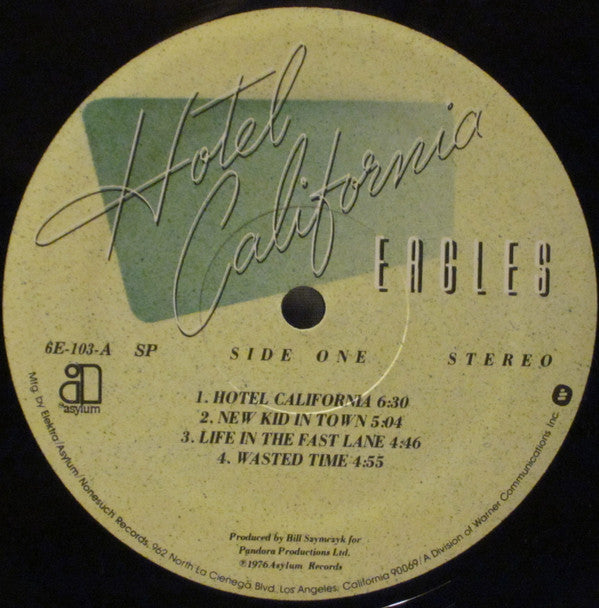 Hotel
California
EAGLES
6E-103-A SP
SIDE ONE
STEREO
asylum
1. HOTEL CALIFORNIA 6:30
2. NEW KID IN TOWN 5:04
3. LIFE IN THE FAST LANE 4:46
4. WASTED TIME 4:55
Produced by Bill Szymczyk for
Pandora Productions Ltd.
℗1976 Asylum Records
Mfg. by Elektra/Asylum/Nonesuch Records, 962 North La Cienega Blvd., Los Angeles, California 90069/A Division of Warner Communications Inc.